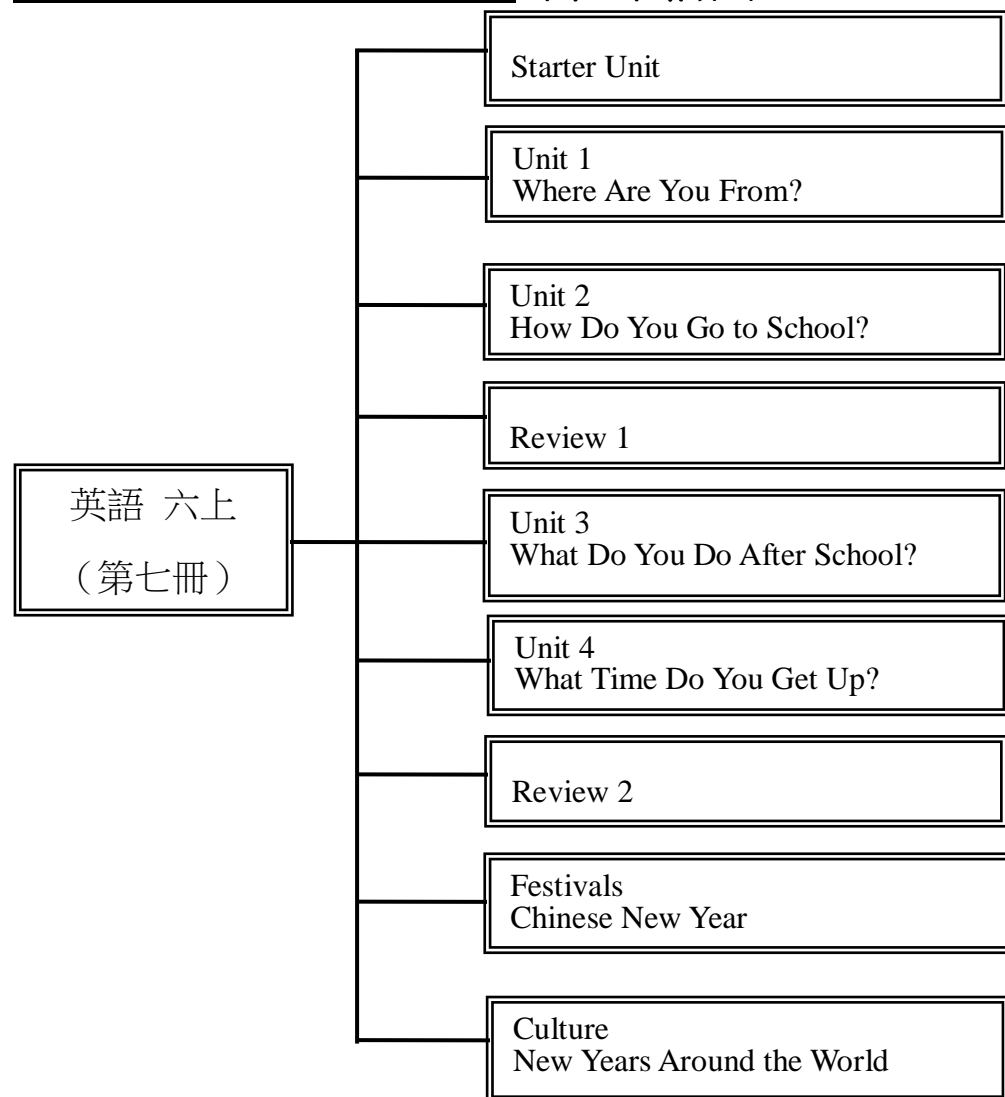 Starter Unit
Unit 1
Where Are You From?
Unit 2
How Do You Go to School?
Review 1
英語 六上
（第七冊）
Unit 3
What Do You Do After School?
Unit 4
What Time Do You Get Up?
Review 2
Festivals
Chinese New Year
Culture
New Years Around the World